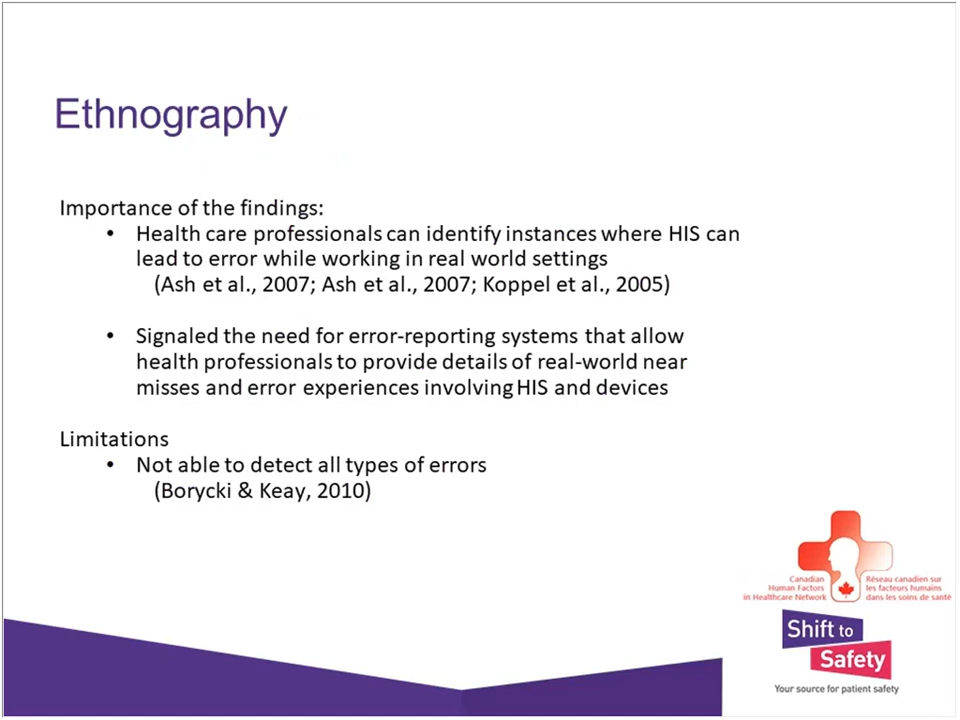 Ethnography
Importance of the findings:
• Health care professionals can identify instances where HIS can
lead to error while working in real world settings
(Ash et al., 2007; Ash et al., 2007; Koppel et al., 2005)
• Signaled the need for error-reporting systems that allow
health professionals to provide details of real-world near
misses and error experiences involving HIS and devices
Limitations
• Not able to detect all types of errors
(Borycki & Keay, 2010)
Canadian
Human Factors
in Healthcare Network
Réseau canadien sur
les facteurs humains
dans les soins de santé
Shift to
Safety
Your source for patient safety